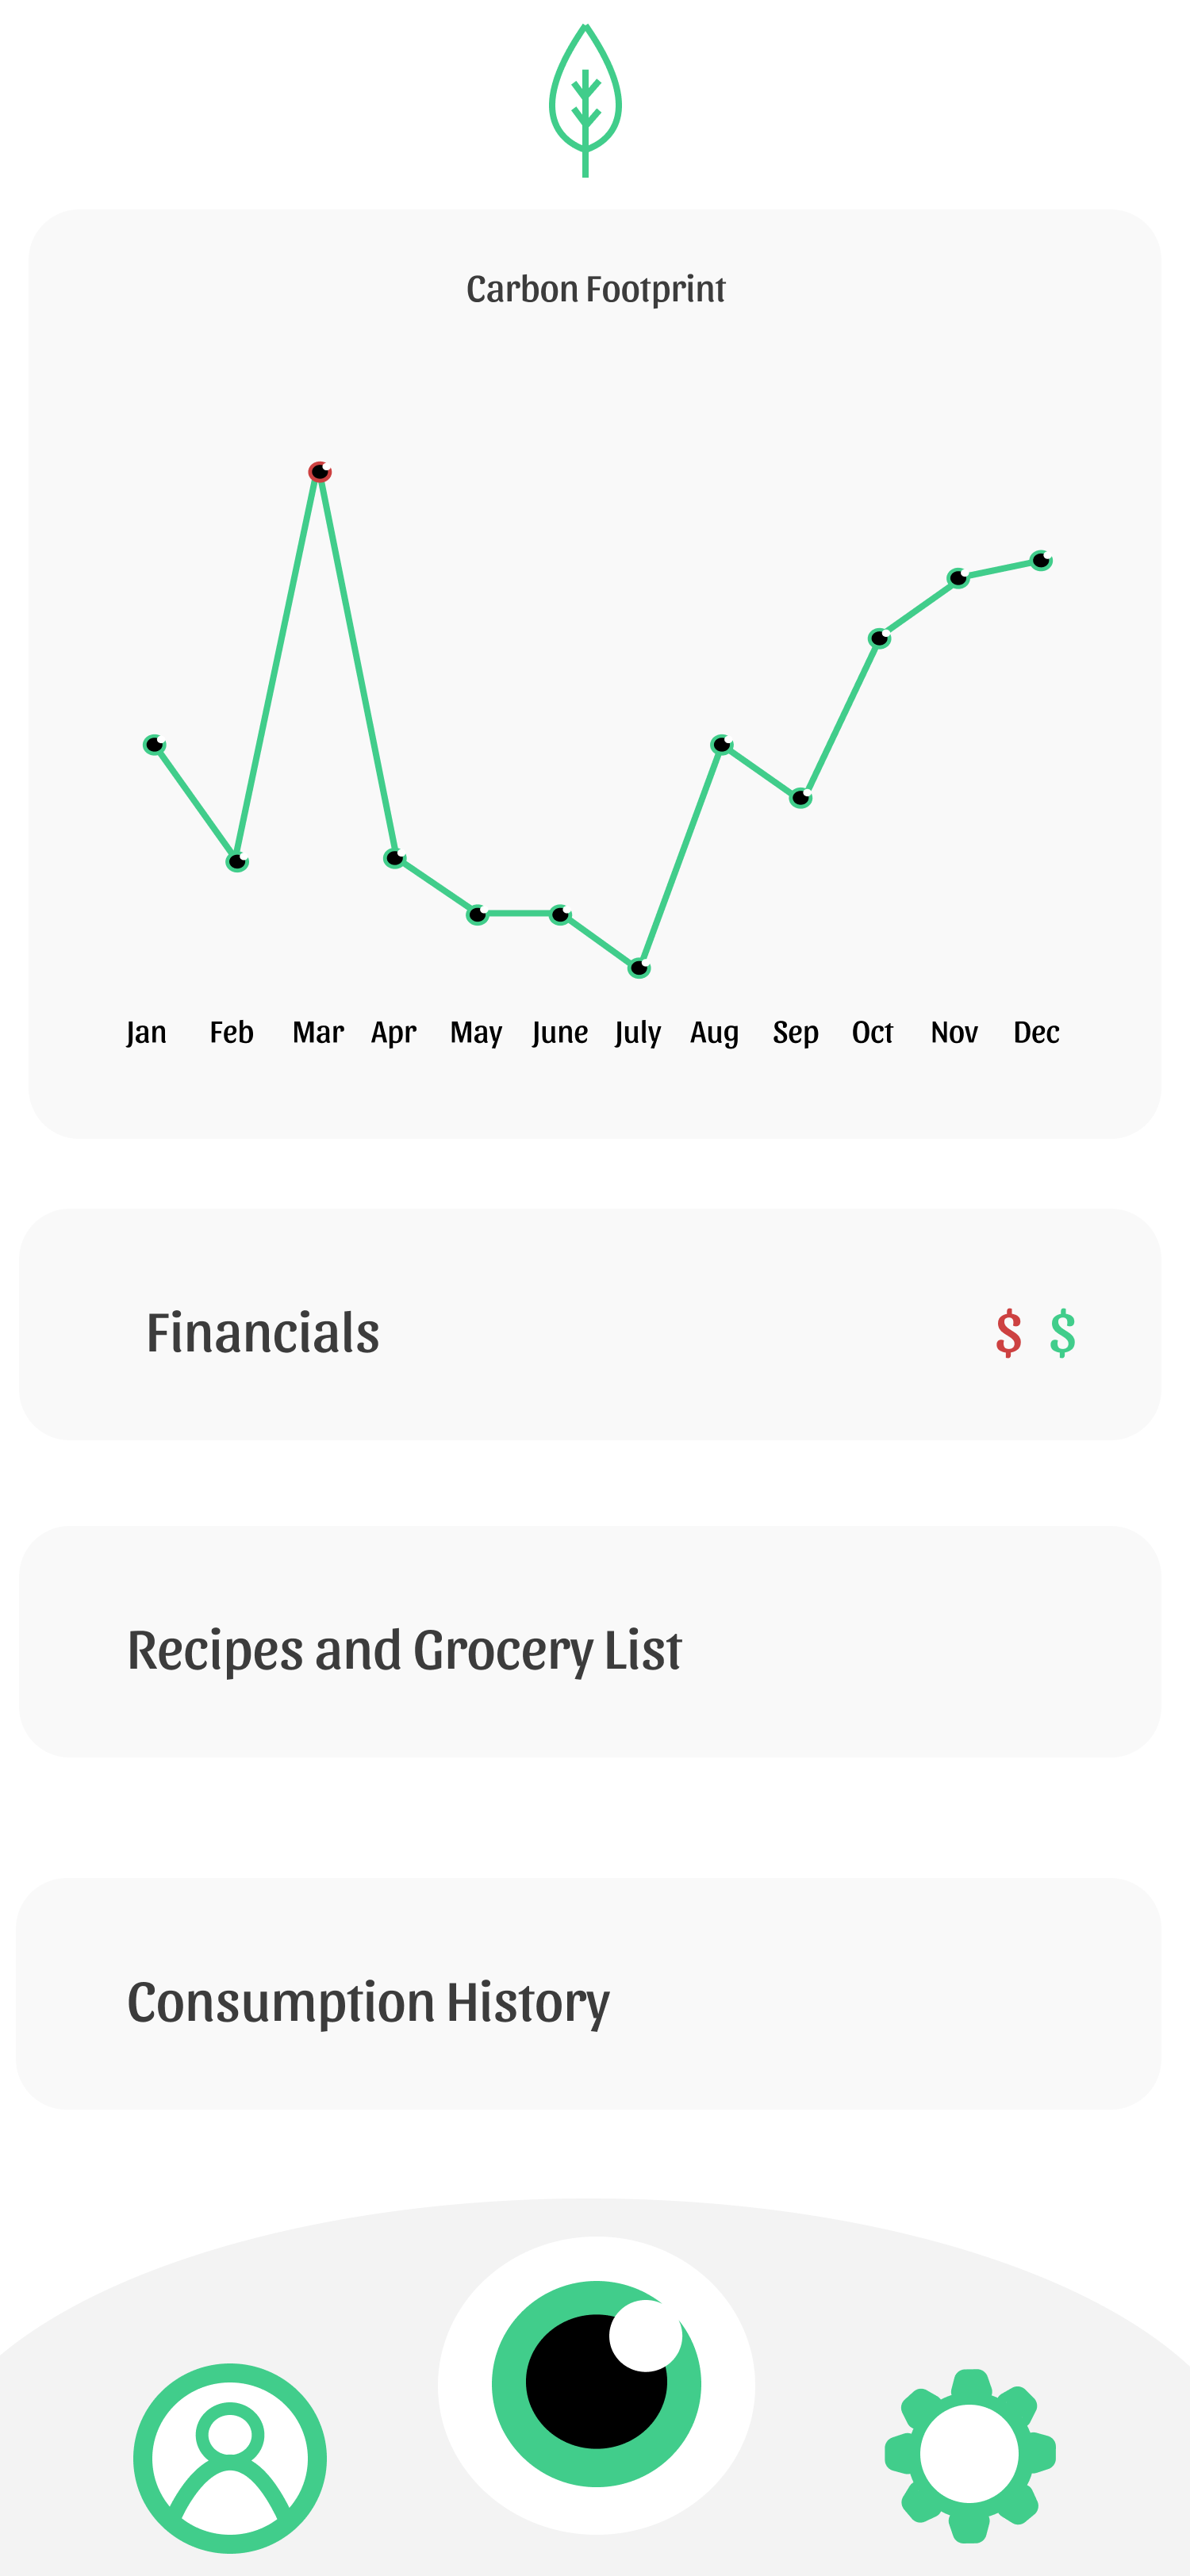 Carbon Footprint
Jan Feb Mar Apr May June July Aug Sep Oct Nov Dec
Financials $ $
Recipes and Grocery List
Consumption History